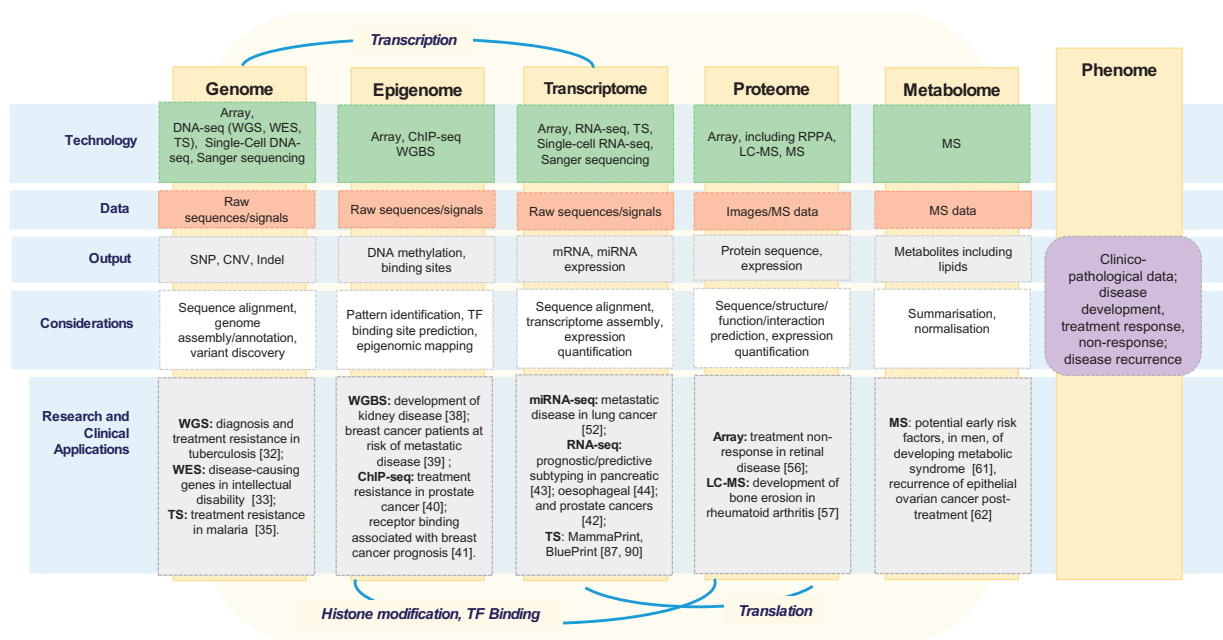 Transcription
Genome
Epigenome
Transcriptome
Proteome
Metabolome
Phenome
Technology
Array,
DNA-seq (WGS, WES,
TS), Single-Cell DNA-
seq, Sanger sequencing
Array, ChIP-seq
WGBS
Array, RNA-seq, TS,
Single-cell RNA-seq,
Sanger sequencing
Array, including RPPA,
LC-MS, MS
MS
Data
Raw
sequences/signals
Raw sequences/signals
Raw sequences/signals
Images/MS data
MS data
Output
SNP, CNV, Indel
DNA methylation,
binding sites
mRNA, miRNA
expression
Protein sequence,
expression
Metabolites including
lipids
Clinico-
pathological data;
disease
development,
treatment response,
non-response;
disease recurrence
Considerations
Sequence alignment,
genome
assembly/annotation,
variant discovery
Pattern identification, TF
binding site prediction,
epigenomic mapping
Sequence alignment,
transcriptome assembly,
expression
quantification
Sequence/structure/
function/interaction
prediction, expression
quantification
Summarisation,
normalisation
Research and
Clinical
Applications
WGS: diagnosis and
treatment resistance in
tuberculosis [32];
WES: disease-causing
genes in intellectual
disability [33];
TS: treatment resistance
in malaria [35].
WGBS: development of
kidney disease [38];
breast cancer patients at
risk of metastatic
disease [39] ;
ChIP-seq: treatment
resistance in prostate
cancer [40];
receptor binding
associated with breast
cancer prognosis [41].
miRNA-seq: metastatic
disease in lung cancer
[52];
RNA-seq:
prognostic/predictive
subtyping in pancreatic
[43]; oesophageal [44];
and prostate cancers
[42];
TS: MammaPrint,
BluePrint [87, 90]
Array: treatment non-
response in retinal
disease [56];
LC-MS: development of
bone erosion in
rheumatoid arthritis [57]
MS: potential early risk
factors, in men, of
developing metabolic
syndrome [61],
recurrence of epithelial
ovarian cancer post-
treatment [62]
Histone modification, TF Binding
Translation